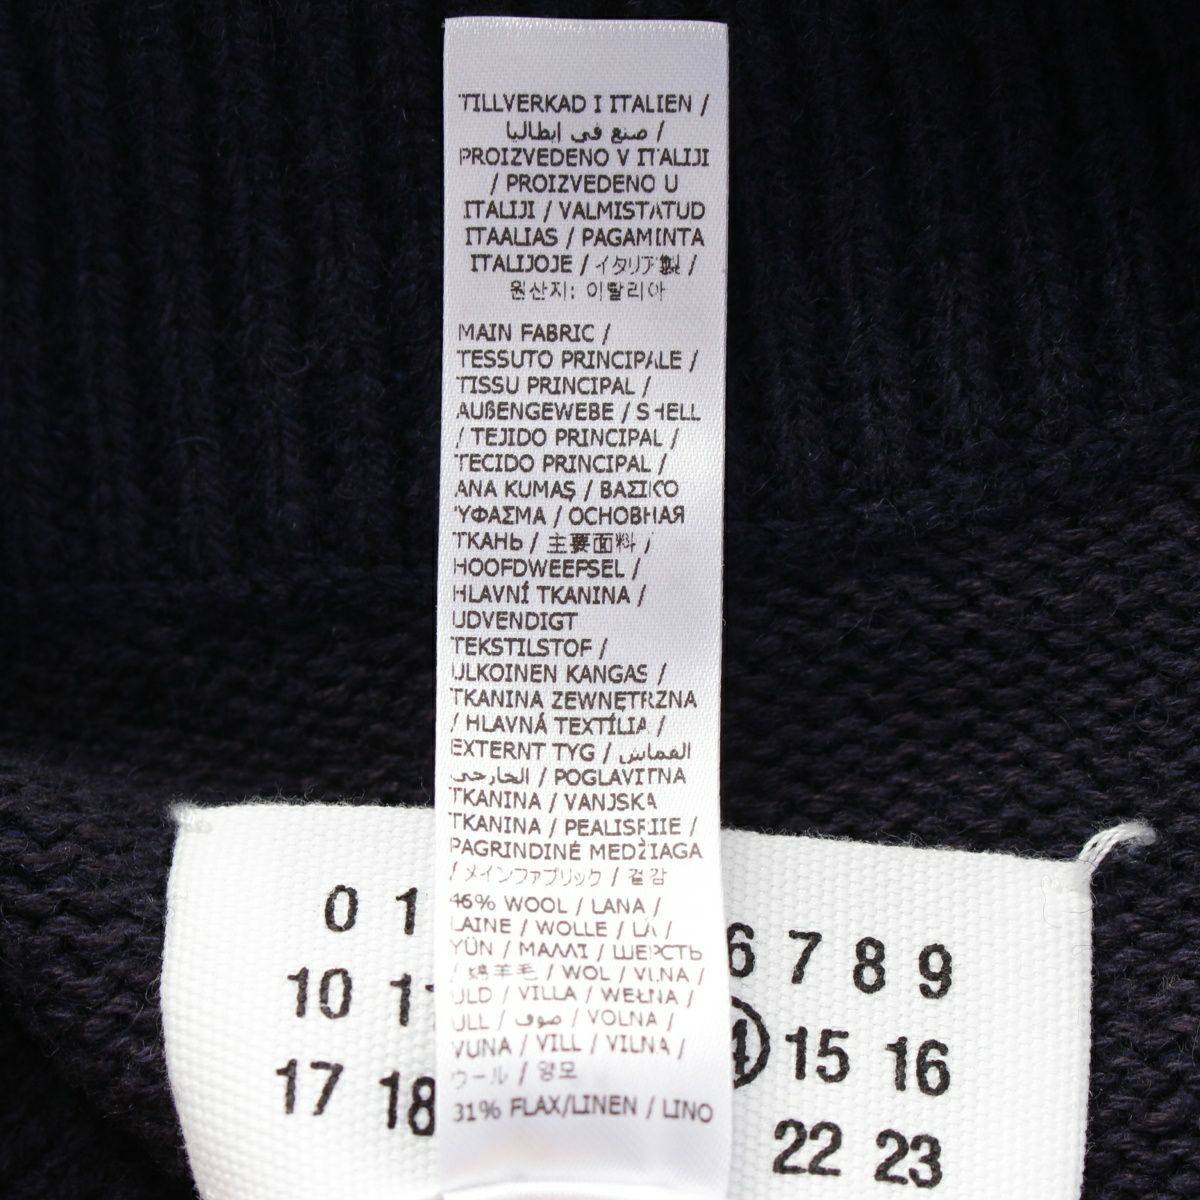 TILLVERKAD I ITALIEN /
صنع في إيطاليا /
PROIZVEDENO V ITALIJI
/ PROIZVEDENO U
ITALIJI / VALMISTATUD
ITAALIAS / PAGAMINTA
ITALIJOJE / イタリア製 /
원산지: 이탈리아
MAIN FABRIC /
TESSUTO PRINCIPALE /
TISSU PRINCIPAL /
AUßENGEWEBE / SHELL
/ TEJIDO PRINCIPAL /
TECIDO PRINCIPAL /
ANA KUMAŞ / ΒΑΣΙΚΟ
ΎΦΑΣΜΑ / ОСНОВНАЯ
ТКАНЬ / 主要面料 /
HOOFDWEEFSEL /
HLAVNÍ TKANINA /
UDVENDIGT
TEKSTILSTOF /
ULKOINEN KANGAS /
TKANINA ZEWNĘTRZNA
/ HLAVNÁ TEXTÍLIA /
EXTERNT TYG / القماش
الخارجي / POGLAVITNA
TKANINA / VANJSKA
TKANINA / PEALISRIIE /
PAGRINDINĖ MEDŽIAGA
/ メインファブリック / 겉감
46% WOOL / LANA /
LAINE / WOLLE / LÃ /
YÜN / ΜΑΛΛΙ / ШЕРСТЬ
/ 绵羊毛 / WOL / VLNA /
ULD / VILLA / WEŁNA /
ULL / صوف / VOLNA /
VUNA / VILL / VILNA /
ウール / 양모
31% FLAX/LINEN / LINO
0 1 6 7 8 9
10 11 14 15 16
17 18 22 23